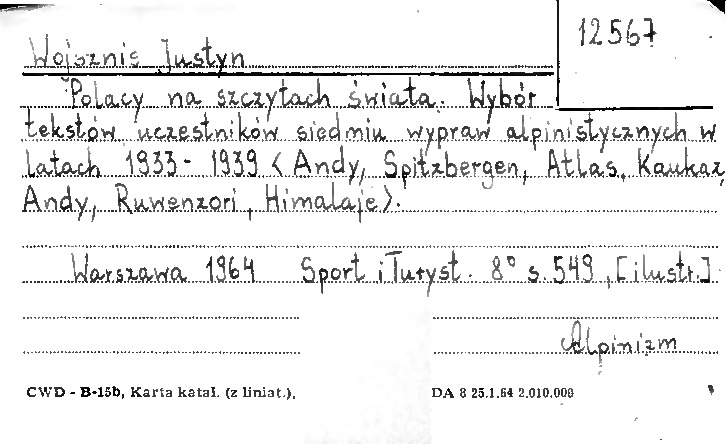 12567
Wojsznis Justyn
Polacy na szczytach świata. Wybór
tekstów uczestników siedmiu wypraw alpinistycznych w
latach 1933 - 1939 < Andy, Spitzbergen, Atlas, Kaukaz,
Andy, Ruwenzori, Himalaje >.
Warszawa 1964 Sport i Turyst. 8° s. 549, [ilustr.]
Alpinizm
CWD - B-15b, Karta katal. (z liniat.), DA 8 25.1.64 2.010.000